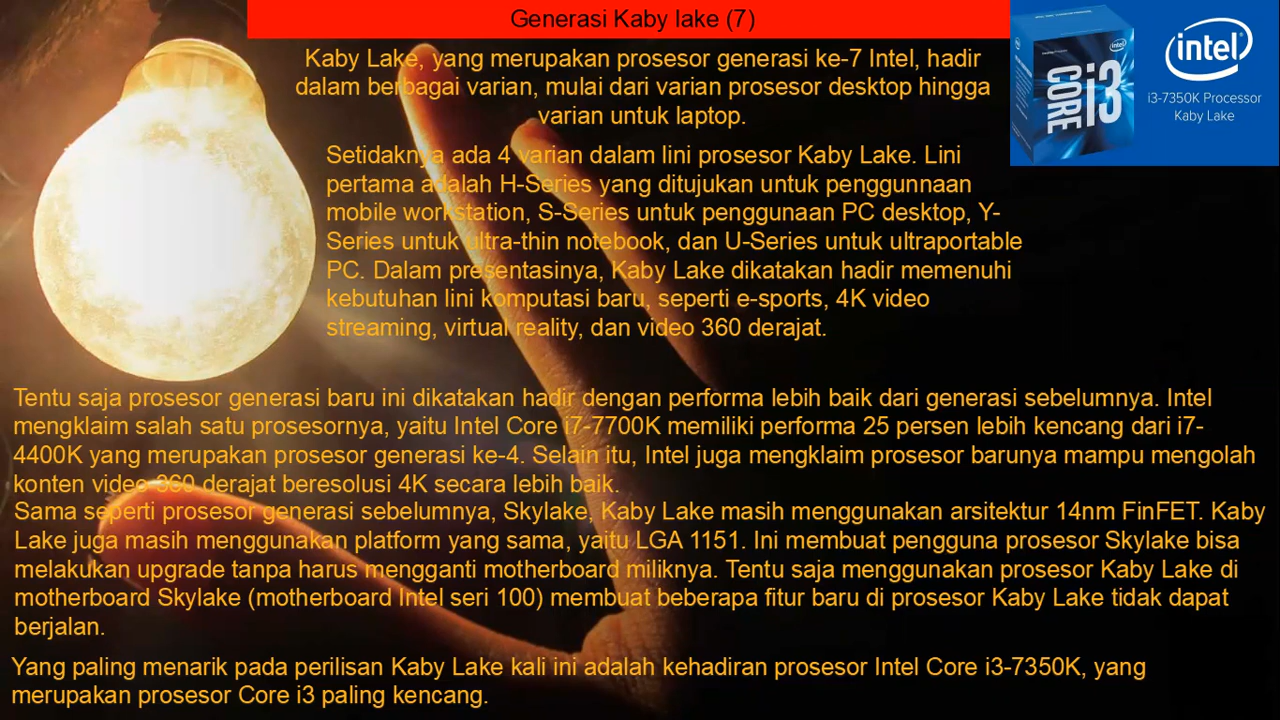 Generasi Kaby lake (7)
Kaby Lake, yang merupakan prosesor generasi ke-7 Intel, hadir
dalam berbagai varian, mulai dari varian prosesor desktop hingga
varian untuk laptop.
intel
CORE i3
intel
i3-7350K Processor
Kaby Lake
Setidaknya ada 4 varian dalam lini prosesor Kaby Lake. Lini
pertama adalah H-Series yang ditujukan untuk penggunnaan
mobile workstation, S-Series untuk penggunaan PC desktop, Y-
Series untuk ultra-thin notebook, dan U-Series untuk ultraportable
PC. Dalam presentasinya, Kaby Lake dikatakan hadir memenuhi
kebutuhan lini komputasi baru, seperti e-sports, 4K video
streaming, virtual reality, dan video 360 derajat.
Tentu saja prosesor generasi baru ini dikatakan hadir dengan performa lebih baik dari generasi sebelumnya. Intel
mengklaim salah satu prosesornya, yaitu Intel Core i7-7700K memiliki performa 25 persen lebih kencang dari i7-
4400K yang merupakan prosesor generasi ke-4. Selain itu, Intel juga mengklaim prosesor barunya mampu mengolah
konten video 360 derajat beresolusi 4K secara lebih baik.
Sama seperti prosesor generasi sebelumnya, Skylake, Kaby Lake masih menggunakan arsitektur 14nm FinFET. Kaby
Lake juga masih menggunakan platform yang sama, yaitu LGA 1151. Ini membuat pengguna prosesor Skylake bisa
melakukan upgrade tanpa harus mengganti motherboard miliknya. Tentu saja menggunakan prosesor Kaby Lake di
motherboard Skylake (motherboard Intel seri 100) membuat beberapa fitur baru di prosesor Kaby Lake tidak dapat
berjalan.
Yang paling menarik pada perilisan Kaby Lake kali ini adalah kehadiran prosesor Intel Core i3-7350K, yang
merupakan prosesor Core i3 paling kencang.